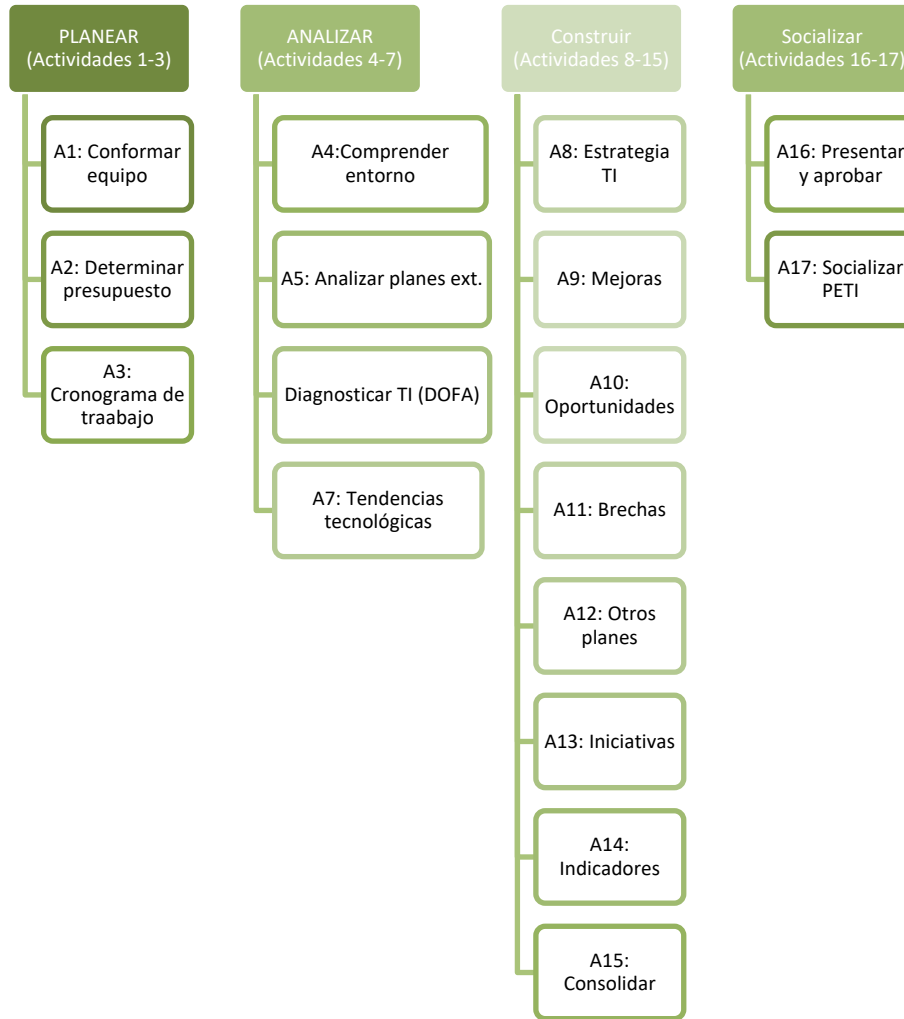 PLANEAR
(Actividades 1-3)
A1: Conformar
equipo
A2: Determinar
presupuesto
A3:
Cronograma de
traabajo
ANALIZAR
(Actividades 4-7)
A4:Comprender
entorno
A5: Analizar planes ext.
Diagnosticar TI (DOFA)
A7: Tendencias
tecnológicas
Construir
(Actividades 8-15)
A8: Estrategia
TI
A9: Mejoras
A10:
Oportunidades
A11: Brechas
A12: Otros
planes
A13: Iniciativas
A14:
Indicadores
A15:
Consolidar
Socializar
(Actividades 16-17)
A16: Presentar
y aprobar
A17: Socializar
PETI